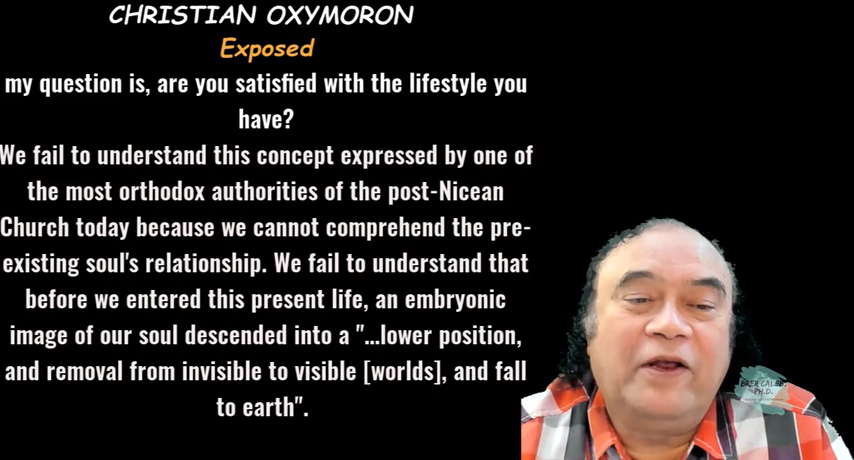 CHRISTIAN OXYMORON
Exposed
my question is, are you satisfied with the lifestyle you
have?
We fail to understand this concept expressed by one of
the most orthodox authorities of the post-Nicean
Church today because we cannot comprehend the pre-
existing soul's relationship. We fail to understand that
before we entered this present life, an embryonic
image of our soul descended into a "...lower position,
and removal from invisible to visible [worlds], and fall
to earth".
BRER CALEB,
PH.D.